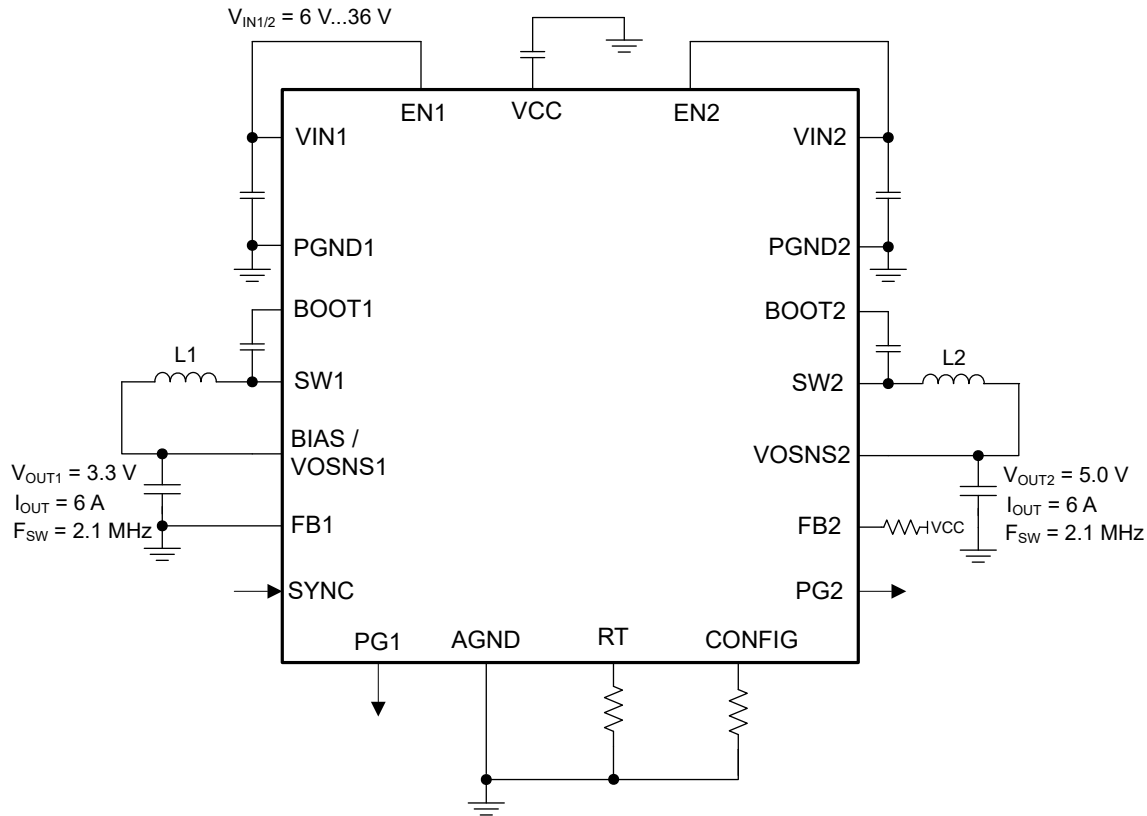 V_IN1/2 = 6 V...36 V
EN1
VCC
EN2
VIN1
VIN2
PGND1
PGND2
BOOT1
BOOT2
L1
L2
SW1
SW2
BIAS /
VOSNS1
VOSNS2
V_OUT1 = 3.3 V
I_OUT = 6 A
F_SW = 2.1 MHz
V_OUT2 = 5.0 V
I_OUT = 6 A
F_SW = 2.1 MHz
FB1
FB2
VCC
SYNC
PG2
PG1
AGND
RT
CONFIG